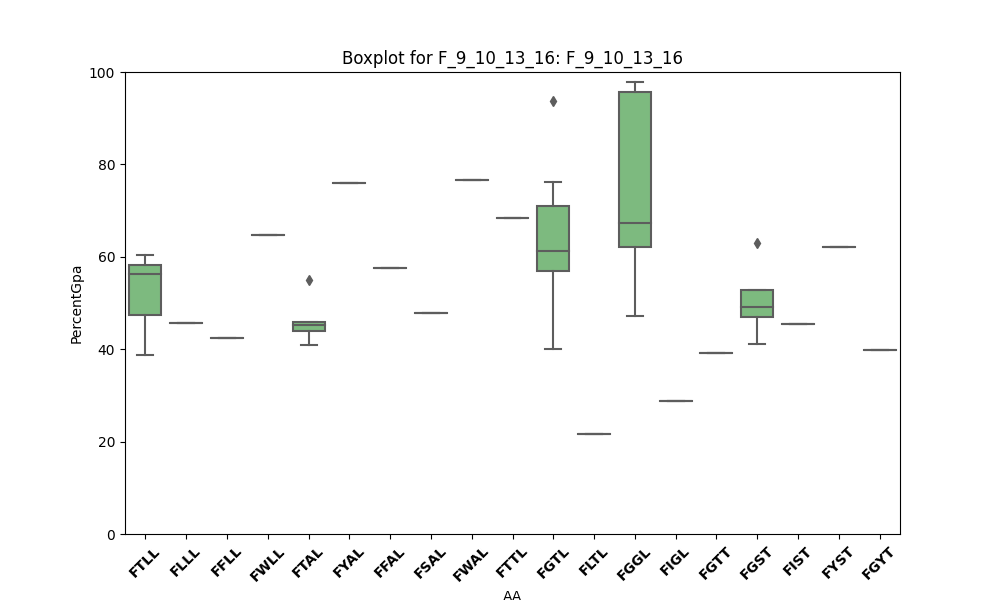 Boxplot for F_9_10_13_16: F_9_10_13_16
100
80
60
40
20
0
PercentGpa
FTLL FLLL FFLL FWLL FTAL FYAL FFAL FSAL FWAL FTTL FGTL FLTL FGGL FIGL FGTT FGST FIST FYST FGYT
AA